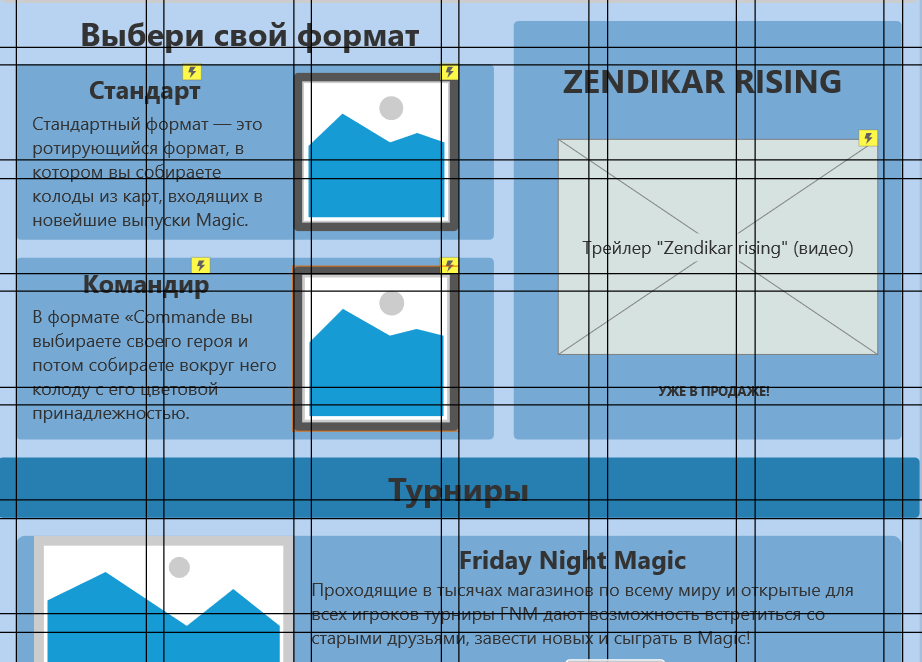 Выбери свой формат
Стандарт
Стандартный формат — это
ротирующийся формат, в
котором вы собираете
колоды из карт, входящих в
новейшие выпуски Magic.
Командир
В формате «Commande вы
выбираете своего героя и
потом собираете вокруг него
колоду с его цветовой
принадлежностью.
ZENDIKAR RISING
Трейлер "Zendikar rising" (видео)
УЖЕ В ПРОДАЖЕ!
Турниры
Friday Night Magic
Проходящие в тысячах магазинов по всему миру и открытые для
всех игроков турниры FNM дают возможность встретиться со
старыми друзьями, завести новых и сыграть в Magic!